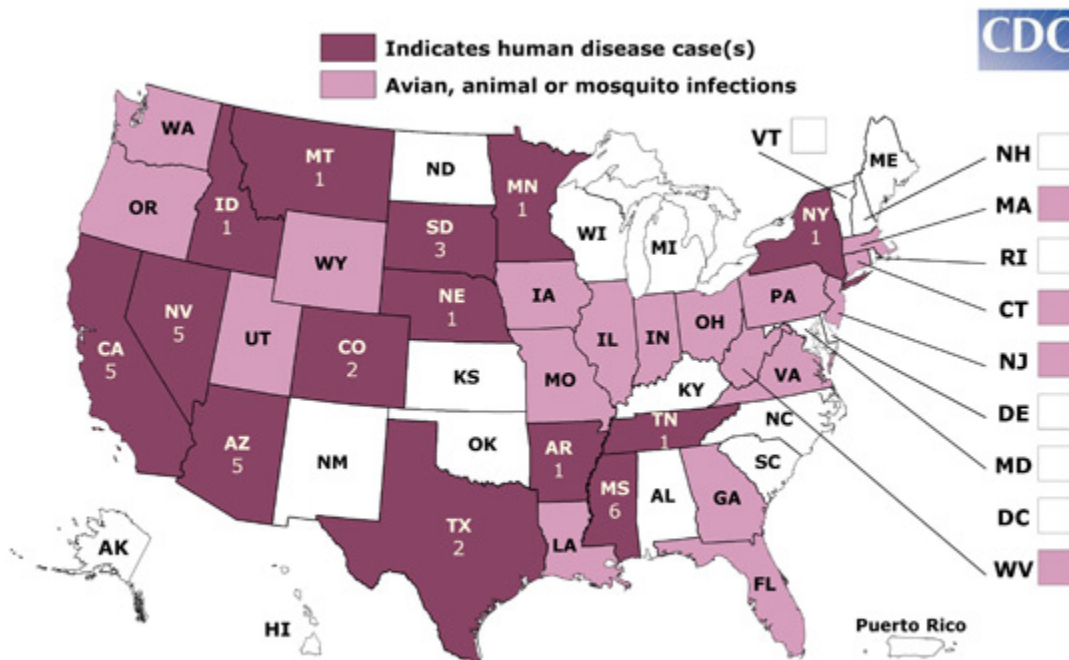 Indicates human disease case(s)
Avian, animal or mosquito infections
CDC
WA
MT
1
ND
MN
1
VT
ME
NH
OR
ID
1
SD
3
WI
MI
NY
1
MA
WY
RI
NV
5
NE
1
IA
PA
CT
CA
5
UT
CO
2
IL
IN
OH
NJ
KS
MO
KY
VA
DE
AZ
5
NM
OK
AR
1
TN
1
NC
MD
MS
6
AL
GA
SC
DC
AK
TX
2
LA
FL
WV
HI
Puerto Rico